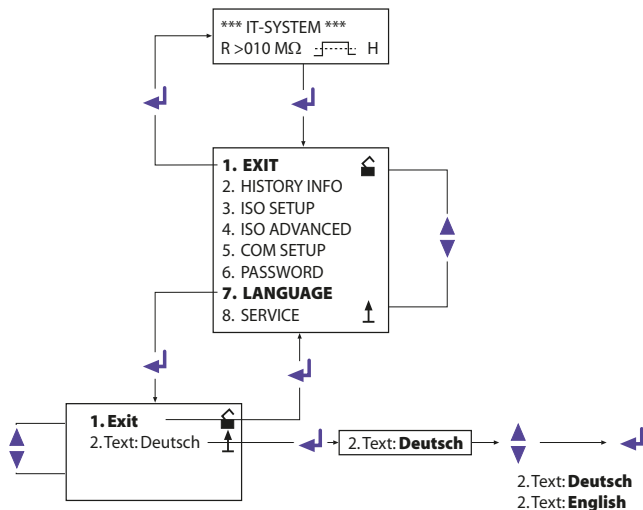 *** IT-SYSTEM ***
R >010 MΩ H
1. EXIT
2. HISTORY INFO
3. ISO SETUP
4. ISO ADVANCED
5. COM SETUP
6. PASSWORD
7. LANGUAGE
8. SERVICE
1. Exit
2. Text: Deutsch
2. Text: Deutsch
2. Text: Deutsch
2. Text: English